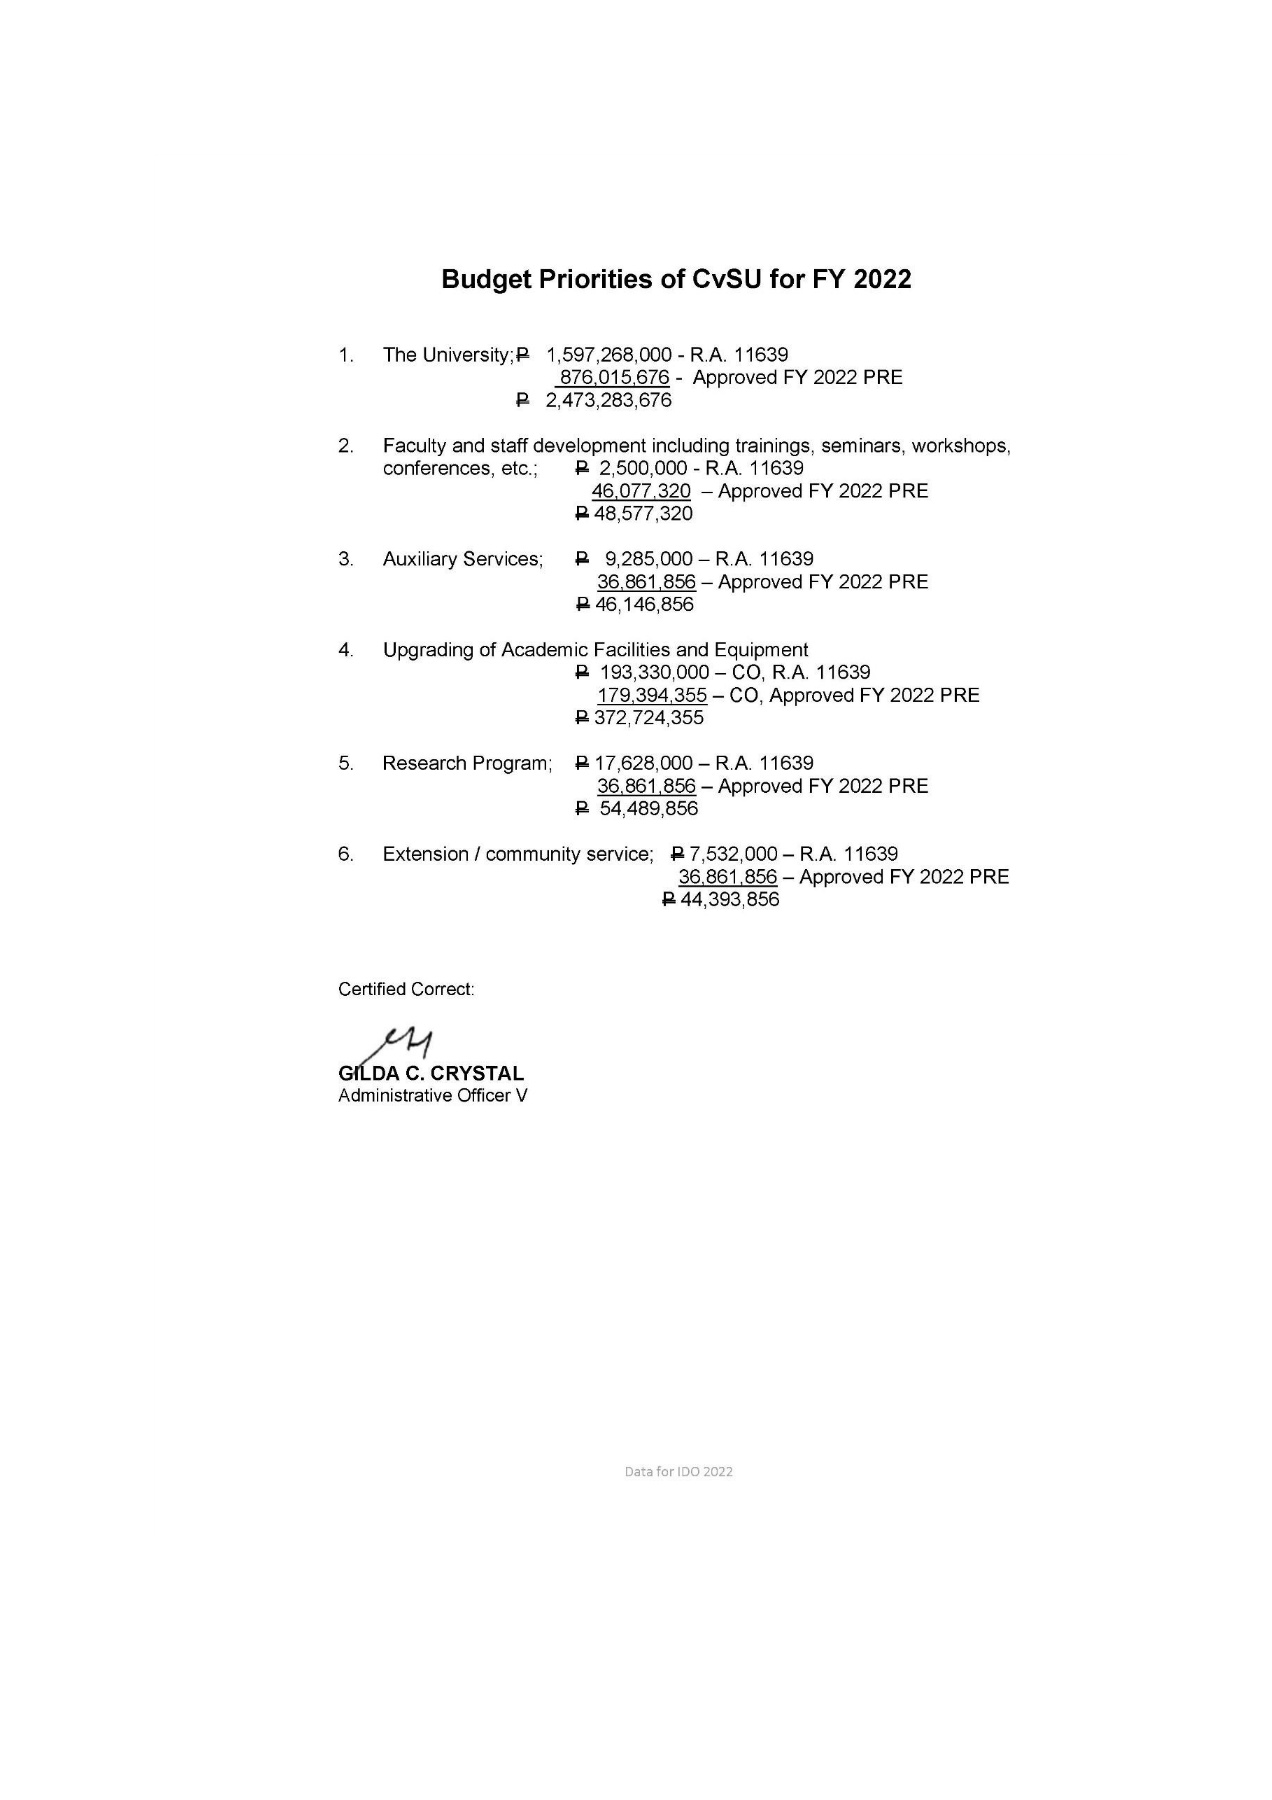 Budget Priorities of CvSU for FY 2022
1. The University;₱ 1,597,268,000 - R.A. 11639
876,015,676 - Approved FY 2022 PRE
₱ 2,473,283,676
2. Faculty and staff development including trainings, seminars, workshops,
conferences, etc.; ₱ 2,500,000 - R.A. 11639
46,077,320 – Approved FY 2022 PRE
₱ 48,577,320
3. Auxiliary Services; ₱ 9,285,000 – R.A. 11639
36,861,856 – Approved FY 2022 PRE
₱ 46,146,856
4. Upgrading of Academic Facilities and Equipment
₱ 193,330,000 – CO, R.A. 11639
179,394,355 – CO, Approved FY 2022 PRE
₱ 372,724,355
5. Research Program; ₱ 17,628,000 – R.A. 11639
36,861,856 – Approved FY 2022 PRE
₱ 54,489,856
6. Extension / community service; ₱ 7,532,000 – R.A. 11639
36,861,856 – Approved FY 2022 PRE
₱ 44,393,856
Certified Correct:
GILDA C. CRYSTAL
Administrative Officer V
Data for IDO 2022